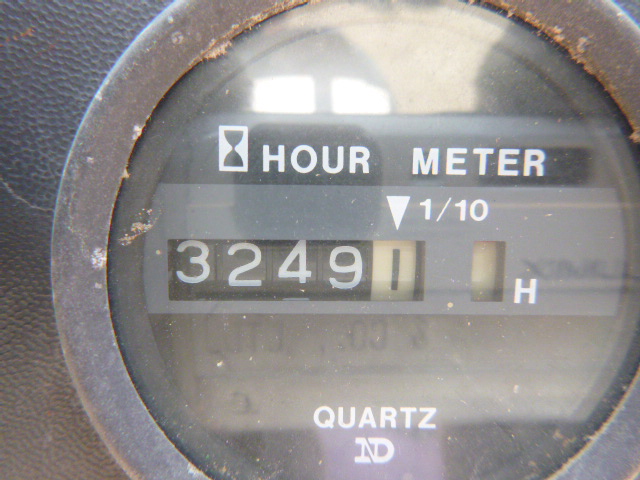 HOUR METER
1/10
32491 H
QUARTZ
ND